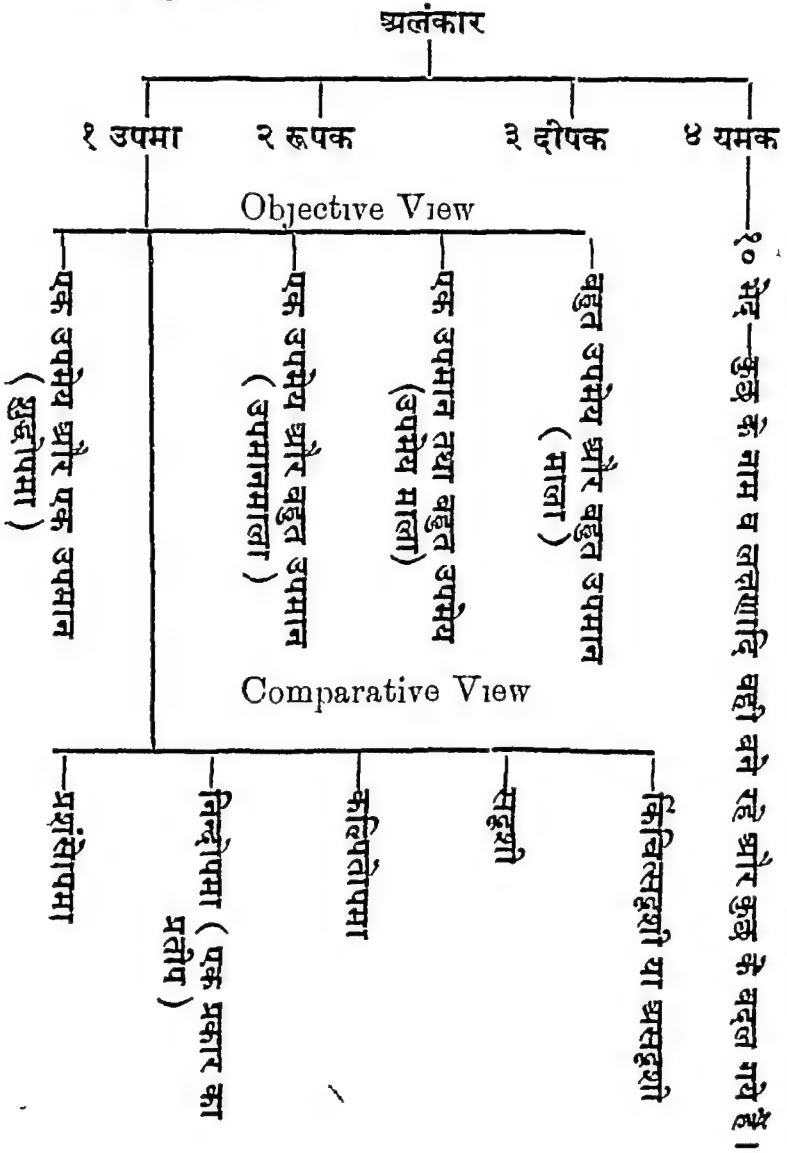 अलंकार
१ उपमा
२ रूपक
३ दीपक
४ यमक
Objective View
एक उपमेय और एक उपमान
( शुद्धोपमा )
एक उपमेय और बहुत उपमान
( उपमानमाला )
एक उपमान तथा बहुत उपमेय
( उपमेय माला )
बहुत उपमेय और बहुत उपमान
( माला )
१० भेद—कुछ के नाम व लक्षणादि वही बने रहे और कुछ के बदल गये हैं।
Comparative View
प्रशंसोपमा
निन्दोपमा ( एक प्रकार का
प्रतीप )
कल्पितोपमा
सदृशी
किंचित्सदृशी या असदृशी